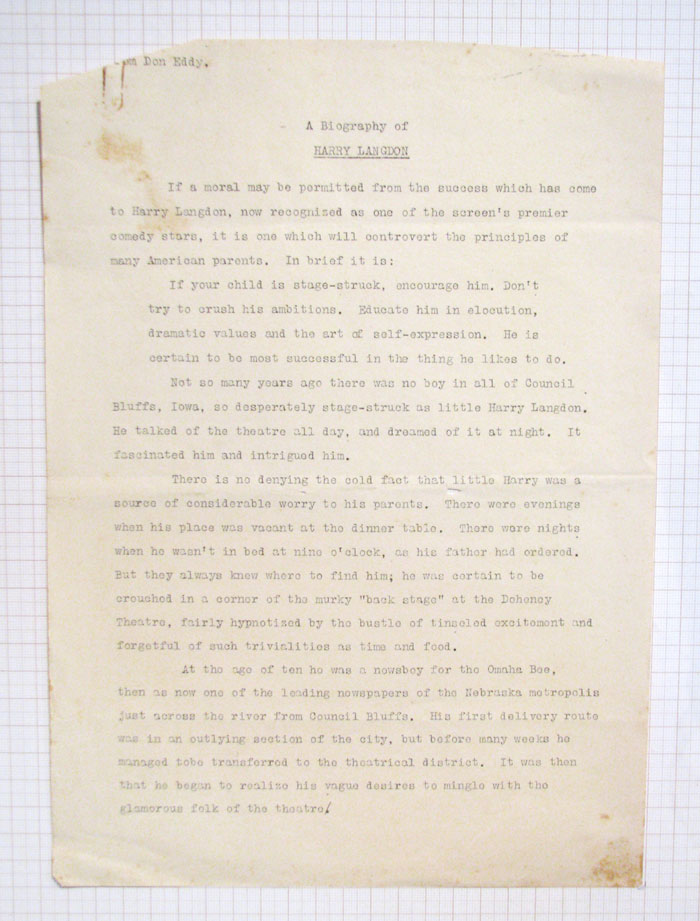 Don Eddy.
A Biography of
HARRY LANGDON
If a moral may be permitted from the success which has come
to Harry Langdon, now recognized as one of the screen's premier
comedy stars, it is one which will controvert the principles of
many American parents. In brief it is:
If your child is stage-struck, encourage him. Don't
try to crush his ambitions. Educate him in elocution,
dramatic values and the art of self-expression. He is
certain to be most successful in the thing he likes to do.
Not so many years ago there was no boy in all of Council
Bluffs, Iowa, so desperately stage-struck as little Harry Langdon.
He talked of the theatre all day, and dreamed of it at night. It
fascinated him and intrigued him.
There is no denying the cold fact that little Harry was a
source of considerable worry to his parents. There were evenings
when his place was vacant at the dinner table. There were nights
when he wasn't in bed at nine o'clock, as his father had ordered.
But they always knew where to find him; he was certain to be
crouched in a corner of the murky "back stage" at the Doheney
Theatre, fairly hypnotized by the bustle of tinseled excitement and
forgetful of such trivialities as time and food.
At the age of ten he was a newsboy for the Omaha Bee,
then as now one of the leading newspapers of the Nebraska metropolis
just across the river from Council Bluffs. His first delivery route
was in an outlying section of the city, but before many weeks he
managed tobe transferred to the theatrical district. It was then
that he began to realize his vague desires to mingle with the
glamorous folk of the theatre.